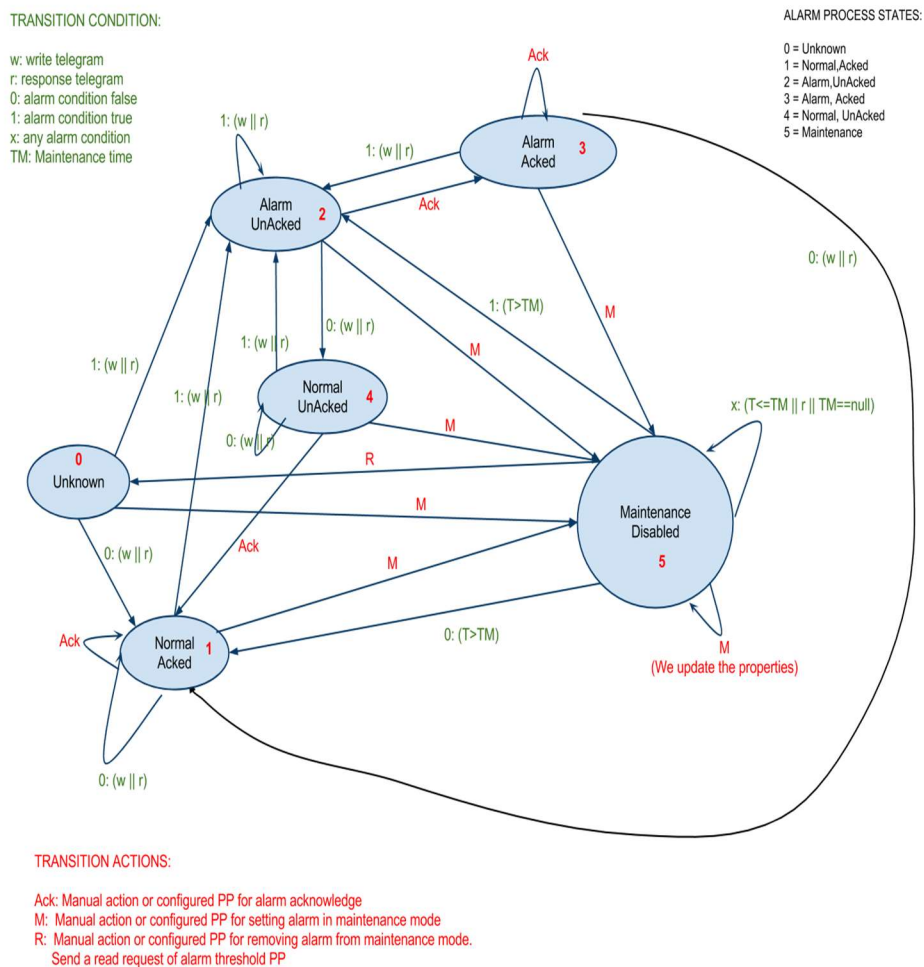 TRANSITION CONDITION:
w: write telegram
r: response telegram
0: alarm condition false
1: alarm condition true
x: any alarm condition
TM: Maintenance time
ALARM PROCESS STATES:
0 = Unknown
1 = Normal,Acked
2 = Alarm,UnAcked
3 = Alarm, Acked
4 = Normal, UnAcked
5 = Maintenance
Ack
1: (w || r)
Alarm
Acked
3
1: (w || r)
Alarm
UnAcked
2
Ack
0: (w || r)
1: (T>TM)
M
0: (w || r)
1: (w || r)
M
1: (w || r)
Normal
UnAcked
4
1: (w || r)
x: (T<=TM || r || TM==null)
M
0: (w || r)
R
0
Unknown
M
Maintenance
Disabled
5
Ack
0: (w || r)
M
0: (T>TM)
Ack
Normal
Acked
1
M
(We update the properties)
0: (w || r)
TRANSITION ACTIONS:
Ack: Manual action or configured PP for alarm acknowledge
M: Manual action or configured PP for setting alarm in maintenance mode
R: Manual action or configured PP for removing alarm from maintenance mode.
Send a read request of alarm threshold PP